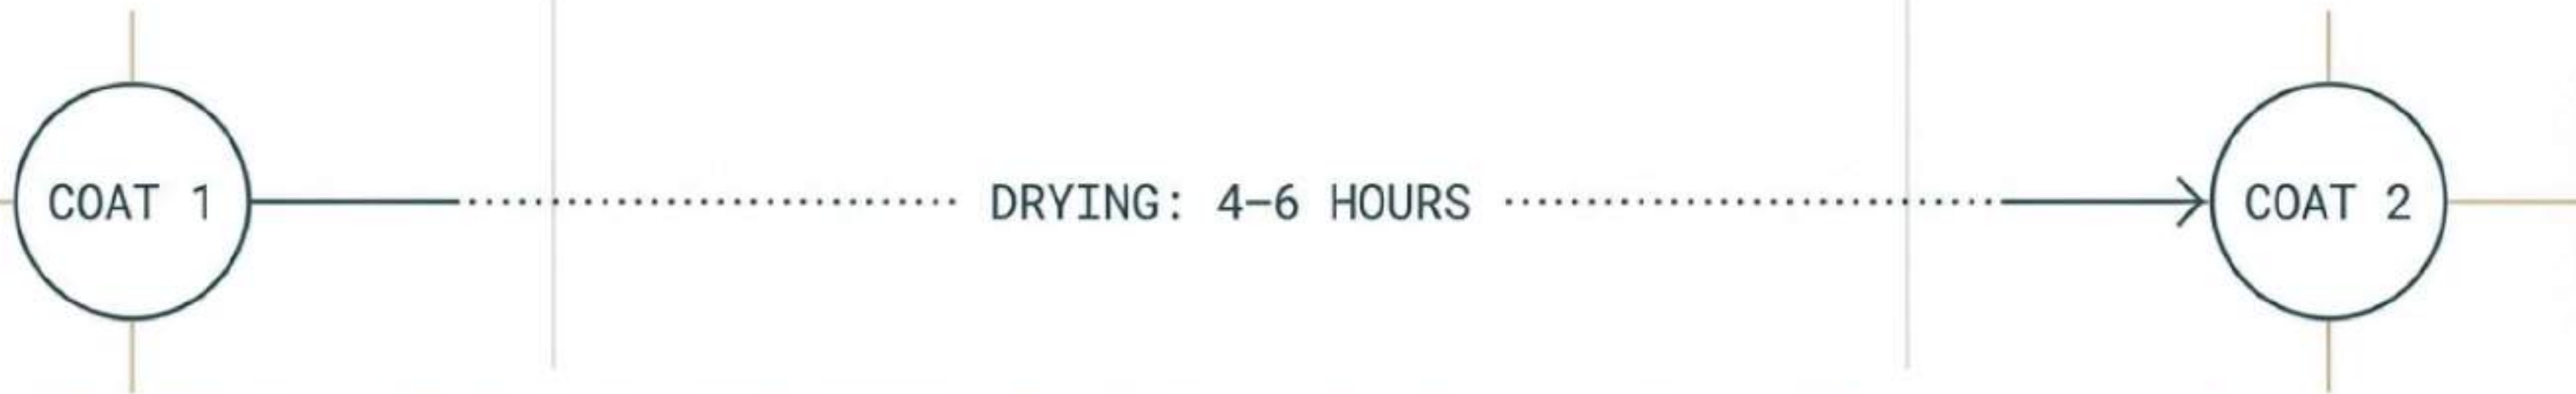 COAT 1
DRYING: 4–6 HOURS
COAT 2